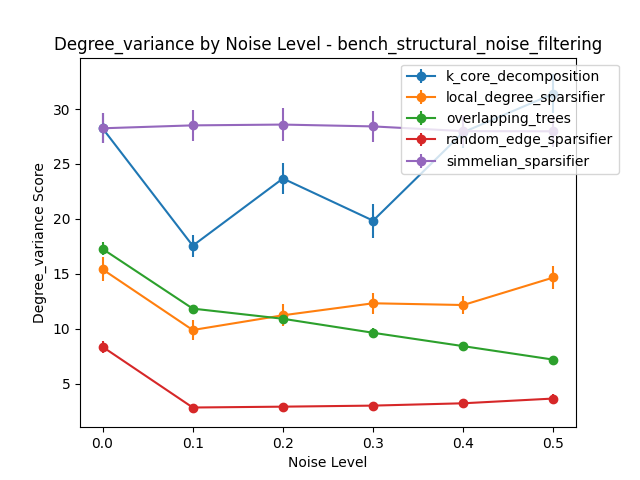 Degree_variance by Noise Level - bench_structural_noise_filtering
k_core_decomposition
local_degree_sparsifier
overlapping_trees
random_edge_sparsifier
simmelian_sparsifier
Degree_variance Score
30
25
20
15
10
5
0.0 0.1 0.2 0.3 0.4 0.5
Noise Level